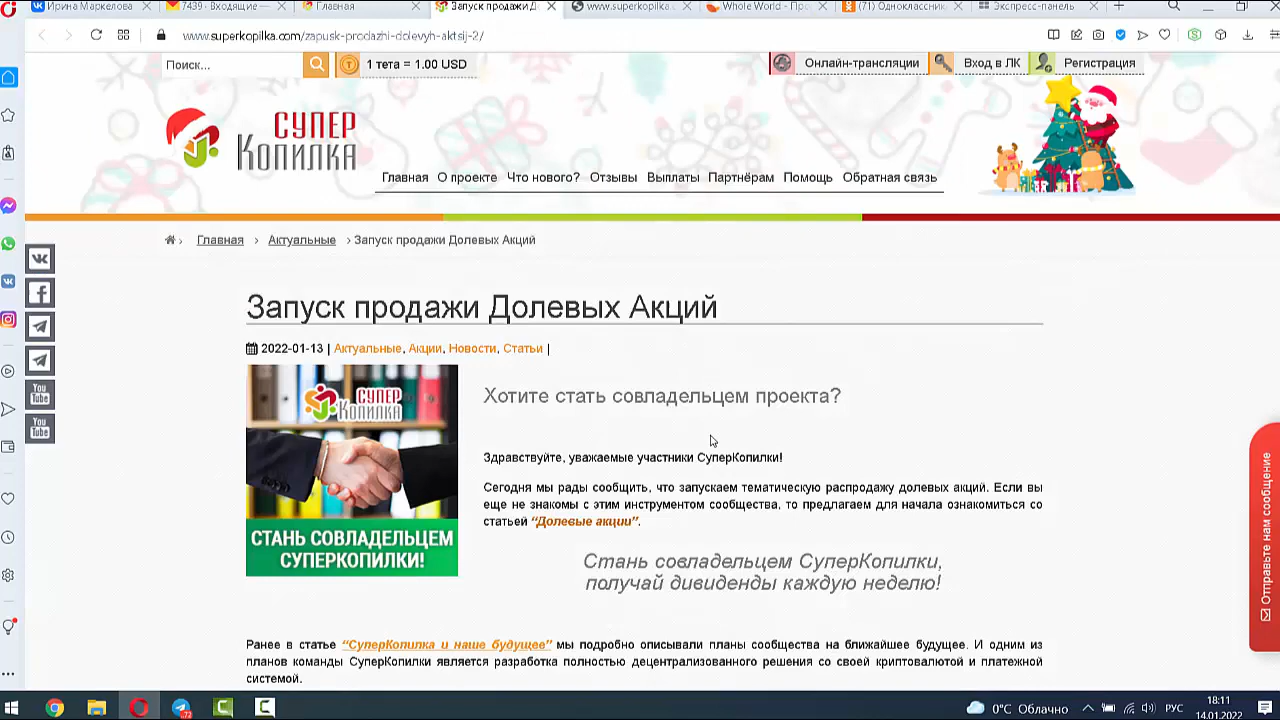 Ирина Маркелова
7439 · Входящие —
Главная
Запуск продажи Д
www.superkopilka
Whole World - Пр
(71) Одноклассник
Экспресс-панель
www.superkopilka.com/zapusk-prodazhi-dolevyh-aktsij-2/
Поиск...
1 тета = 1.00 USD
Онлайн-трансляции
Вход в ЛК
Регистрация
СУПЕР
КОПИЛКА
Главная О проекте Что нового? Отзывы Выплаты Партнёрам Помощь Обратная связь
Главная > Актуальные > Запуск продажи Долевых Акций
Запуск продажи Долевых Акций
2022-01-13 | Актуальные, Акции, Новости, Статьи |
СУПЕР
КОПИЛКА
СТАНЬ СОВЛАДЕЛЬЦЕМ
СУПЕРКОПИЛКИ!
Хотите стать совладельцем проекта?
Здравствуйте, уважаемые участники СуперКопилки!
Сегодня мы рады сообщить, что запускаем тематическую распродажу долевых акций. Если вы
еще не знакомы с этим инструментом сообщества, то предлагаем для начала ознакомиться со
статьей “Долевые акции”.
Стань совладельцем СуперКопилки,
получай дивиденды каждую неделю!
Ранее в статье “СуперКопилка и наше будущее” мы подробно описывали планы сообщества на ближайшее будущее. И одним из
планов команды СуперКопилки является разработка полностью децентрализованного решения со своей криптовалютой и платежной
системой.
Отправьте нам сообщение
You
Tube
You
Tube
0°C Облачно
РУС
18:11
14.01.2022